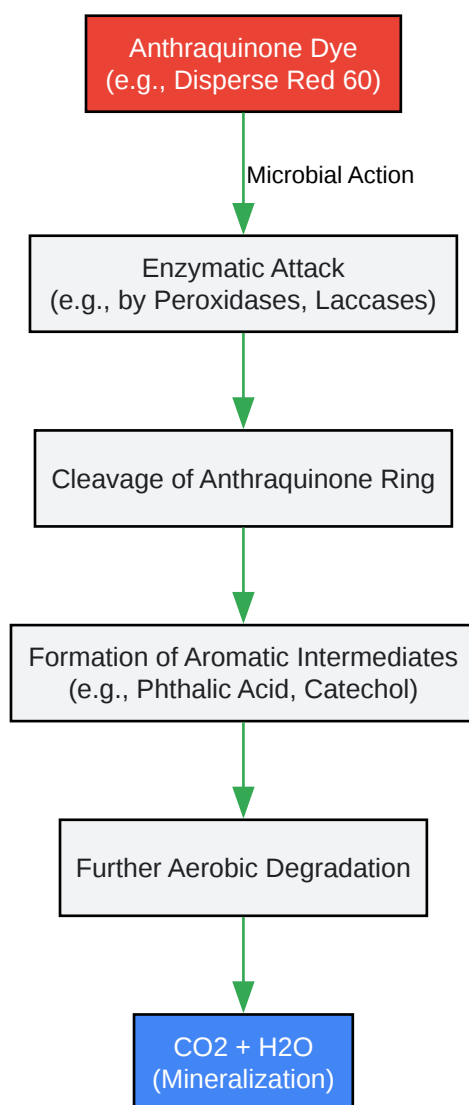 Anthraquinone Dye
(e.g., Disperse Red 60)
Microbial Action
Enzymatic Attack
(e.g., by Peroxidases, Laccases)
Cleavage of Anthraquinone Ring
Formation of Aromatic Intermediates
(e.g., Phthalic Acid, Catechol)
Further Aerobic Degradation
CO2 + H2O
(Mineralization)